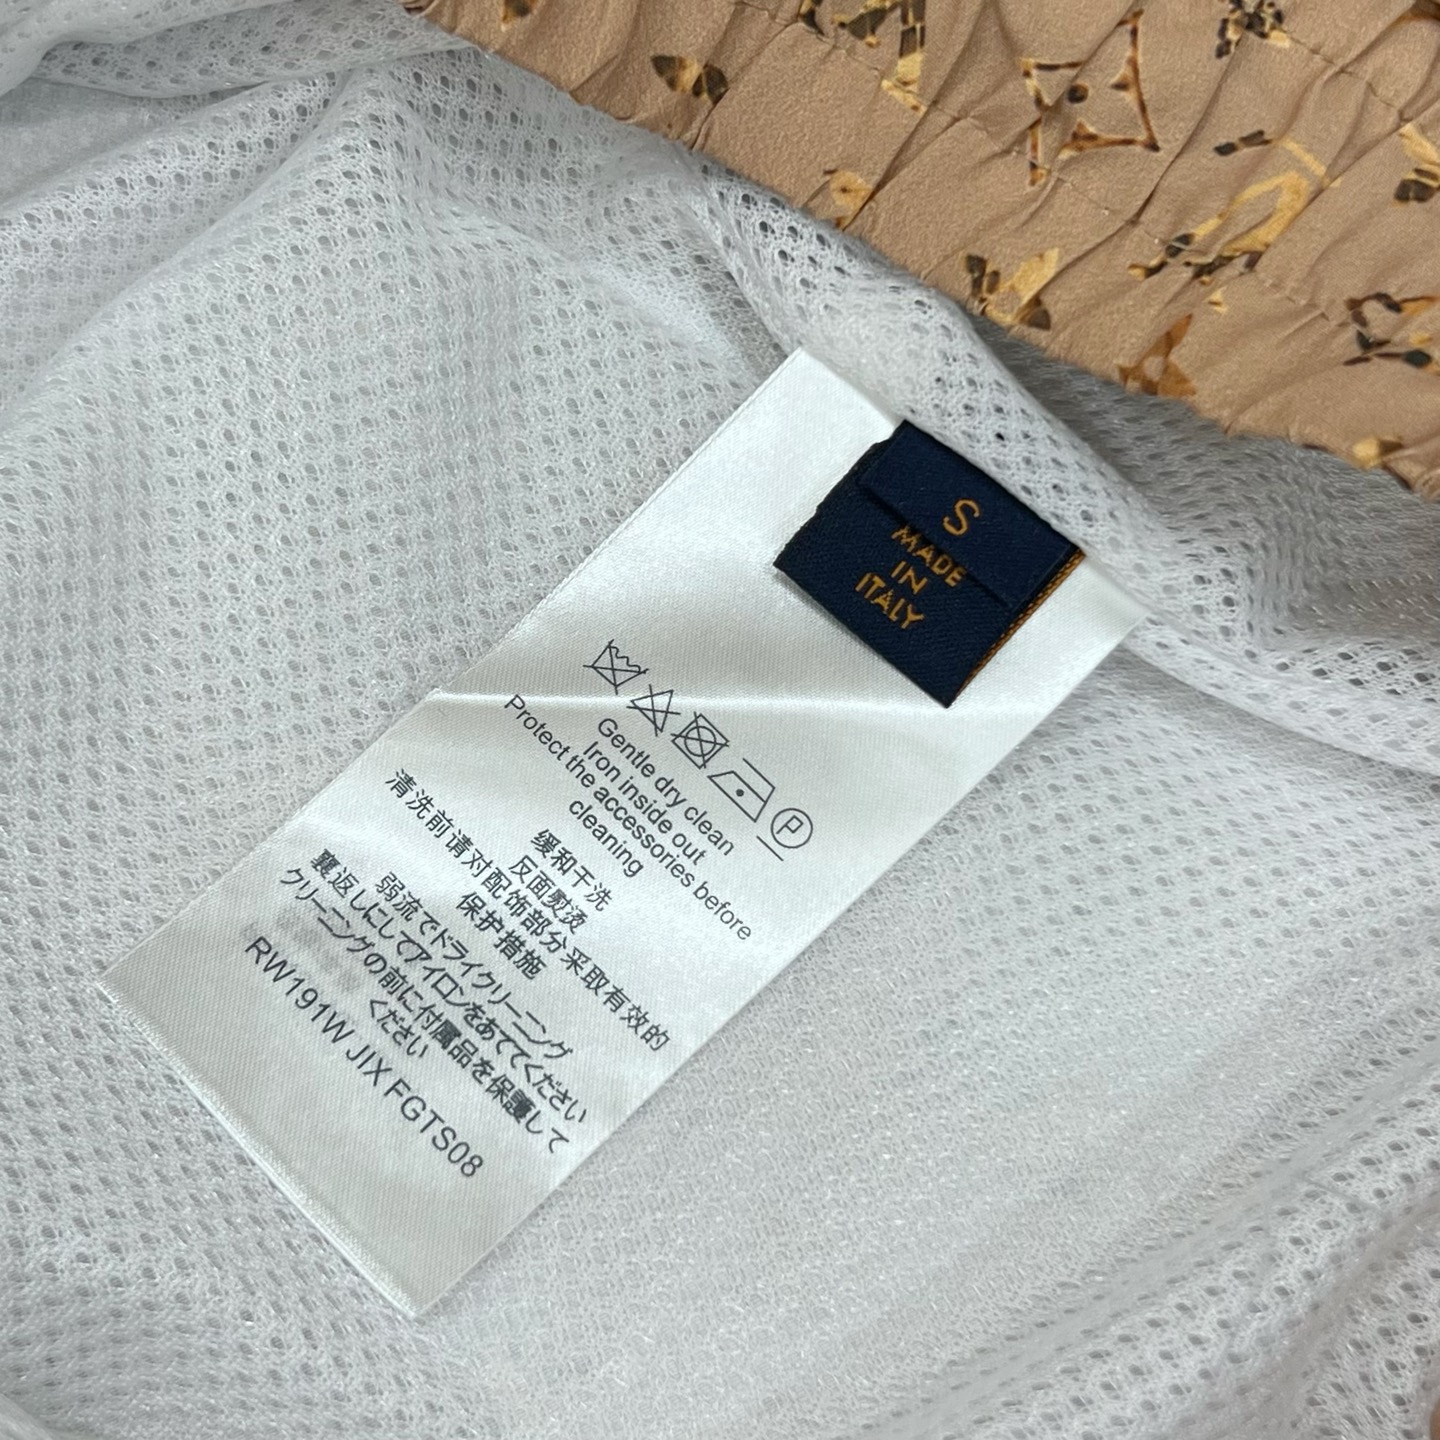 S
MADE
IN
ITALY
P
Gentle dry clean
Iron inside out
Protect the accessories before
cleaning
缓和干洗
反面熨烫
清洗前请对配饰部分采取有效的
保护措施
弱流でドライクリーニング
裏返しにしてアイロンをあててください
クリーニングの前に付属品を保護して
ください
RW191W JIX FGTS08